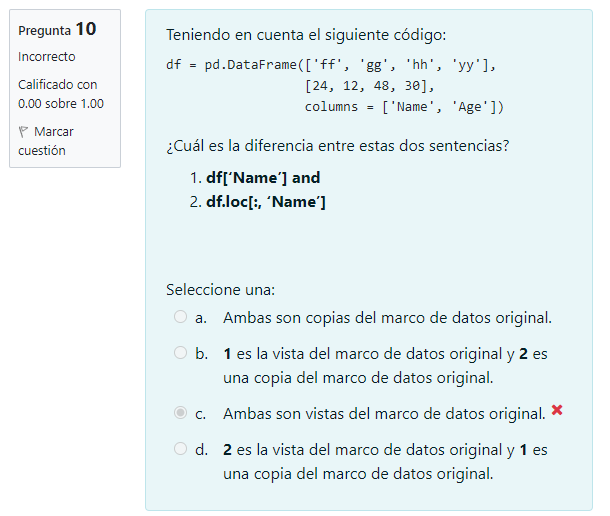 Pregunta 10
Incorrecto
Calificado con
0.00 sobre 1.00
Marcar
cuestión
Teniendo en cuenta el siguiente código:
df = pd.DataFrame(['ff', 'gg', 'hh', 'yy'],
[24, 12, 48, 30],
columns = ['Name', 'Age'])
¿Cuál es la diferencia entre estas dos sentencias?
1. df[‘Name’] and
2. df.loc[:, ‘Name’]
Seleccione una:
a. Ambas son copias del marco de datos original.
b. 1 es la vista del marco de datos original y 2 es
una copia del marco de datos original.
c. Ambas son vistas del marco de datos original.
d. 2 es la vista del marco de datos original y 1 es
una copia del marco de datos original.